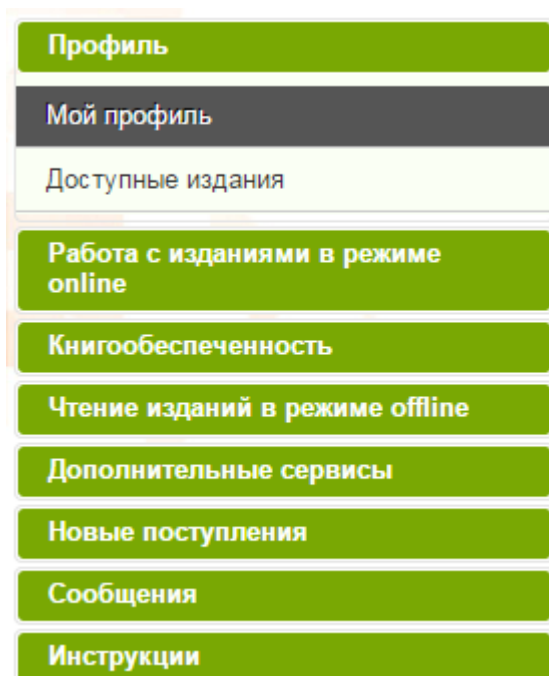 Профиль
Мой профиль
Доступные издания
Работа с изданиями в режиме
online
Книгообеспеченность
Чтение изданий в режиме offline
Дополнительные сервисы
Новые поступления
Сообщения
Инструкции